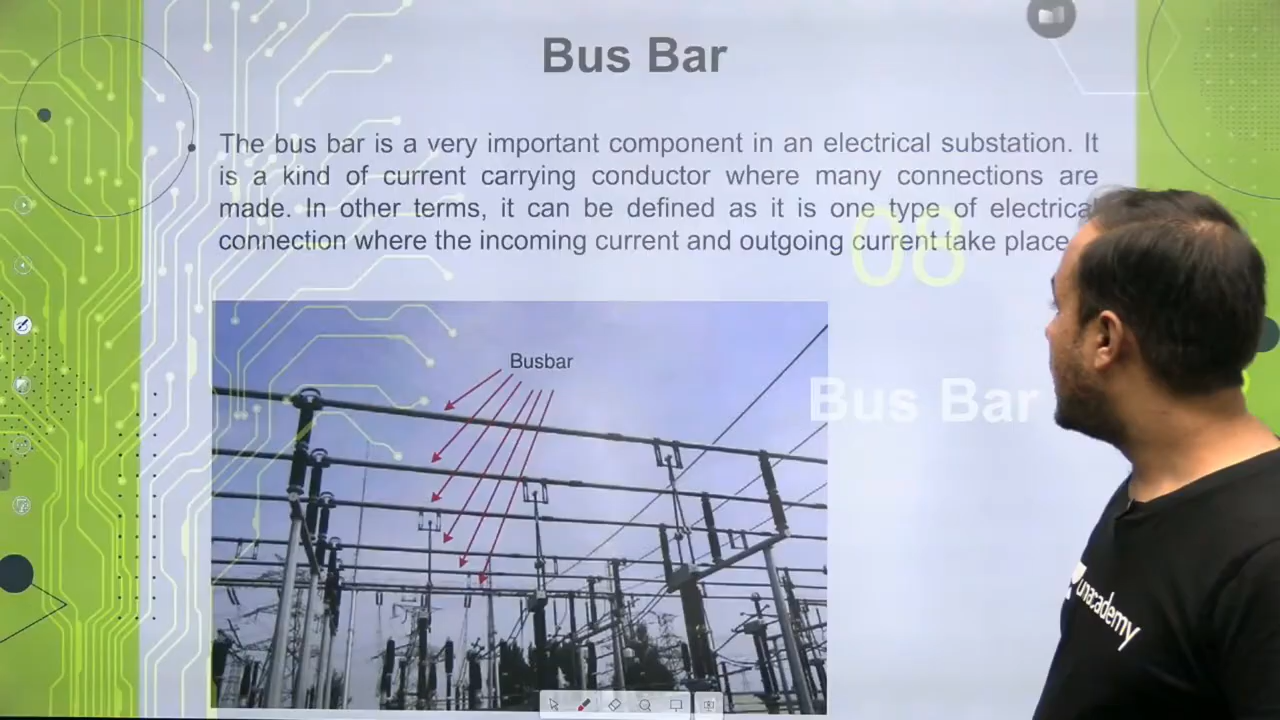 Bus Bar
The bus bar is a very important component in an electrical substation. It
is a kind of current carrying conductor where many connections are
made. In other terms, it can be defined as it is one type of electrical
connection where the incoming current and outgoing current take place
08
Busbar
Bus Bar
unacademy